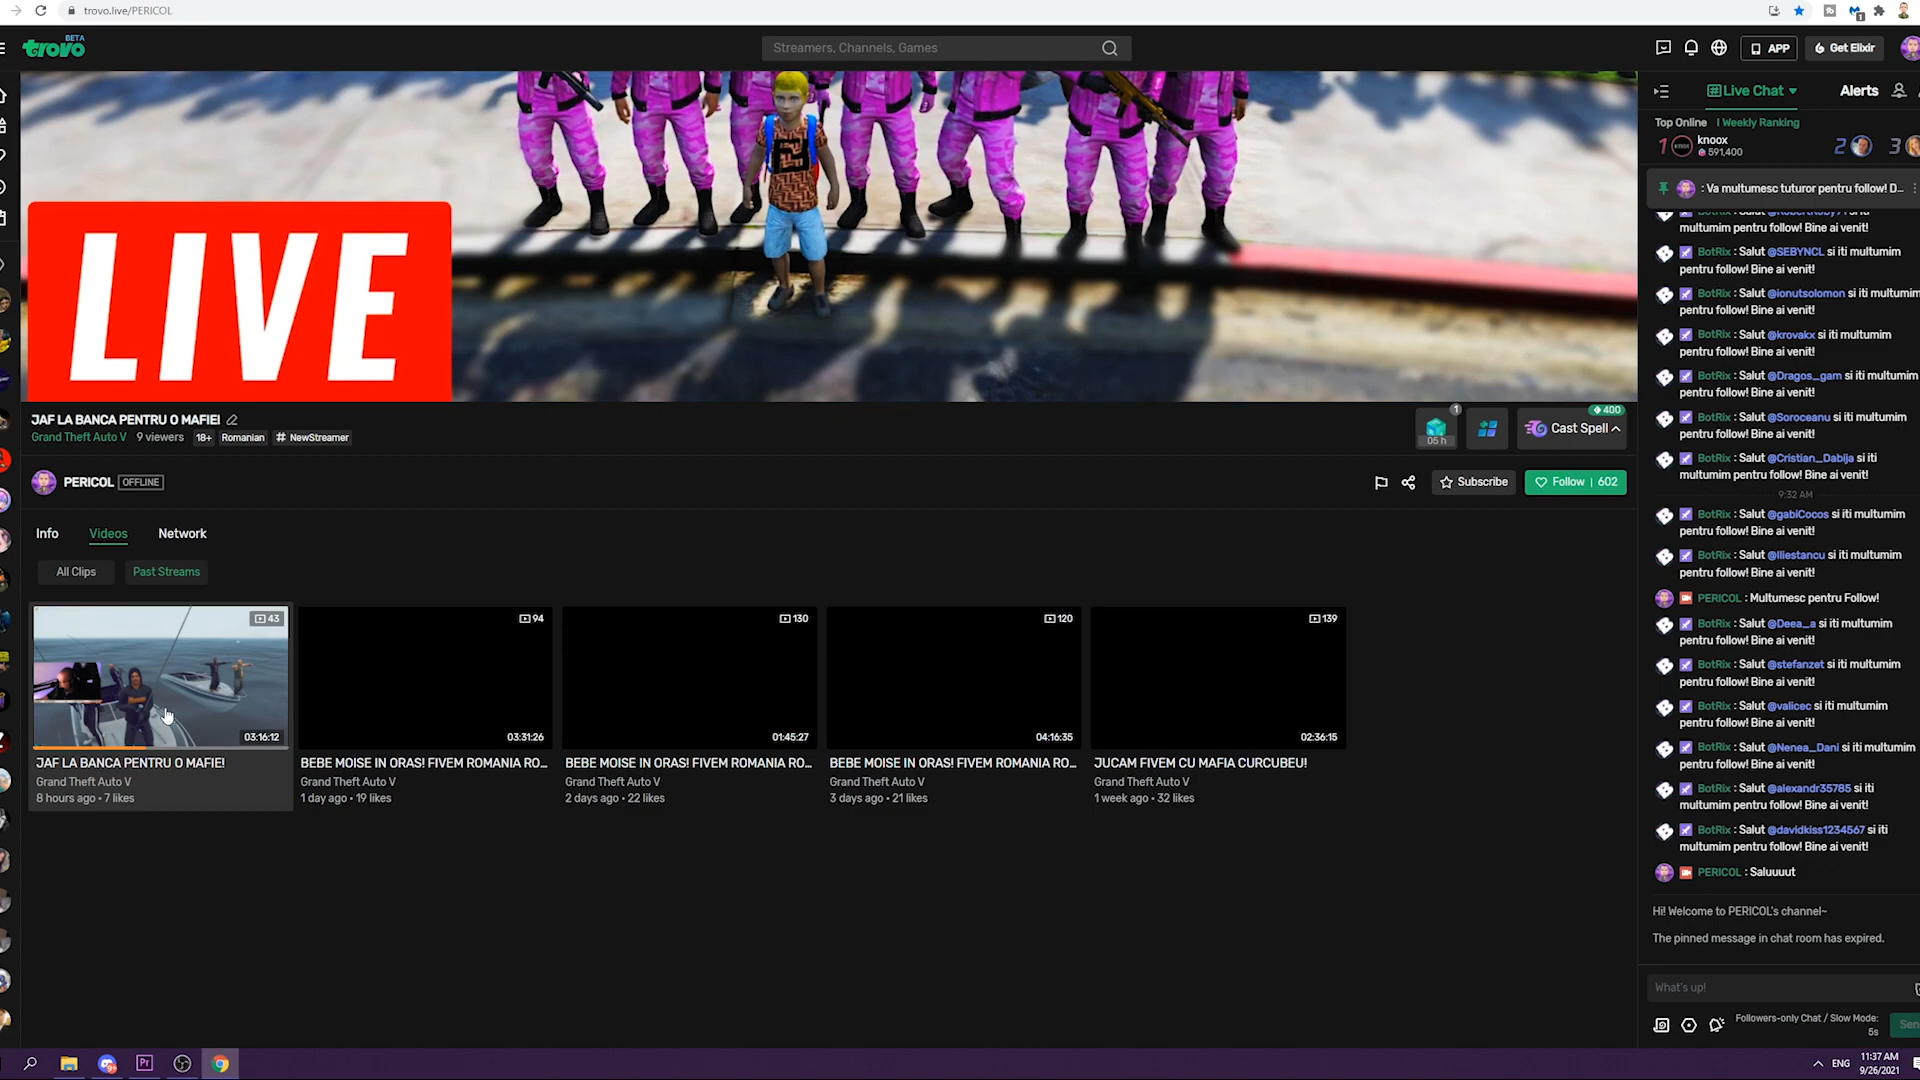 trovo.live/PERICOL
trovo BETA
Streamers, Channels, Games
APP
Get Elixir
LIVE
JAF LA BANCA PENTRU O MAFIE!
Grand Theft Auto V 9 viewers 18+ Romanian # NewStreamer
1
05 h
400
Cast Spell
PERICOL OFFLINE
Subscribe
Follow | 602
Info Videos Network
All Clips Past Streams
43
03:16:12
JAF LA BANCA PENTRU O MAFIE!
Grand Theft Auto V
8 hours ago • 7 likes
94
03:31:26
BEBE MOISE IN ORAS! FIVEM ROMANIA RO...
Grand Theft Auto V
1 day ago • 19 likes
130
01:45:27
BEBE MOISE IN ORAS! FIVEM ROMANIA RO...
Grand Theft Auto V
2 days ago • 22 likes
120
04:16:35
BEBE MOISE IN ORAS! FIVEM ROMANIA RO...
Grand Theft Auto V
3 days ago • 21 likes
139
02:36:15
JUCAM FIVEM CU MAFIA CURCUBEU!
Grand Theft Auto V
1 week ago • 32 likes
Live Chat
Alerts
Top Online | Weekly Ranking
1 knoox
591,400
2
3
: Va multumesc tuturor pentru follow! D...
multumim pentru follow! Bine ai venit!
BotRix : Salut @SEBYNCL si iti multumim
pentru follow! Bine ai venit!
BotRix : Salut @ionutsolomon si iti multumim
pentru follow! Bine ai venit!
BotRix : Salut @krovakx si iti multumim
pentru follow! Bine ai venit!
BotRix : Salut @Dragos_gam si iti multumim
pentru follow! Bine ai venit!
BotRix : Salut @Soroceanu si iti multumim
pentru follow! Bine ai venit!
BotRix : Salut @Cristian_Dabija si iti
multumim pentru follow! Bine ai venit!
9:32 AM
BotRix : Salut @gabiCocos si iti multumim
pentru follow! Bine ai venit!
BotRix : Salut @Iliestancu si iti multumim
pentru follow! Bine ai venit!
PERICOL : Multumesc pentru Follow!
BotRix : Salut @Deea_a si iti multumim
pentru follow! Bine ai venit!
BotRix : Salut @stefanzet si iti multumim
pentru follow! Bine ai venit!
BotRix : Salut @valicec si iti multumim
pentru follow! Bine ai venit!
BotRix : Salut @Nenea_Dani si iti multumim
pentru follow! Bine ai venit!
BotRix : Salut @alexandr35785 si iti
multumim pentru follow! Bine ai venit!
BotRix : Salut @davidkiss1234567 si iti
multumim pentru follow! Bine ai venit!
PERICOL : Saluuuut
Hi! Welcome to PERICOL's channel~
The pinned message in chat room has expired.
What's up!
Followers-only Chat / Slow Mode:
5s
Sen
Pr
ENG
11:37 AM
9/26/2021